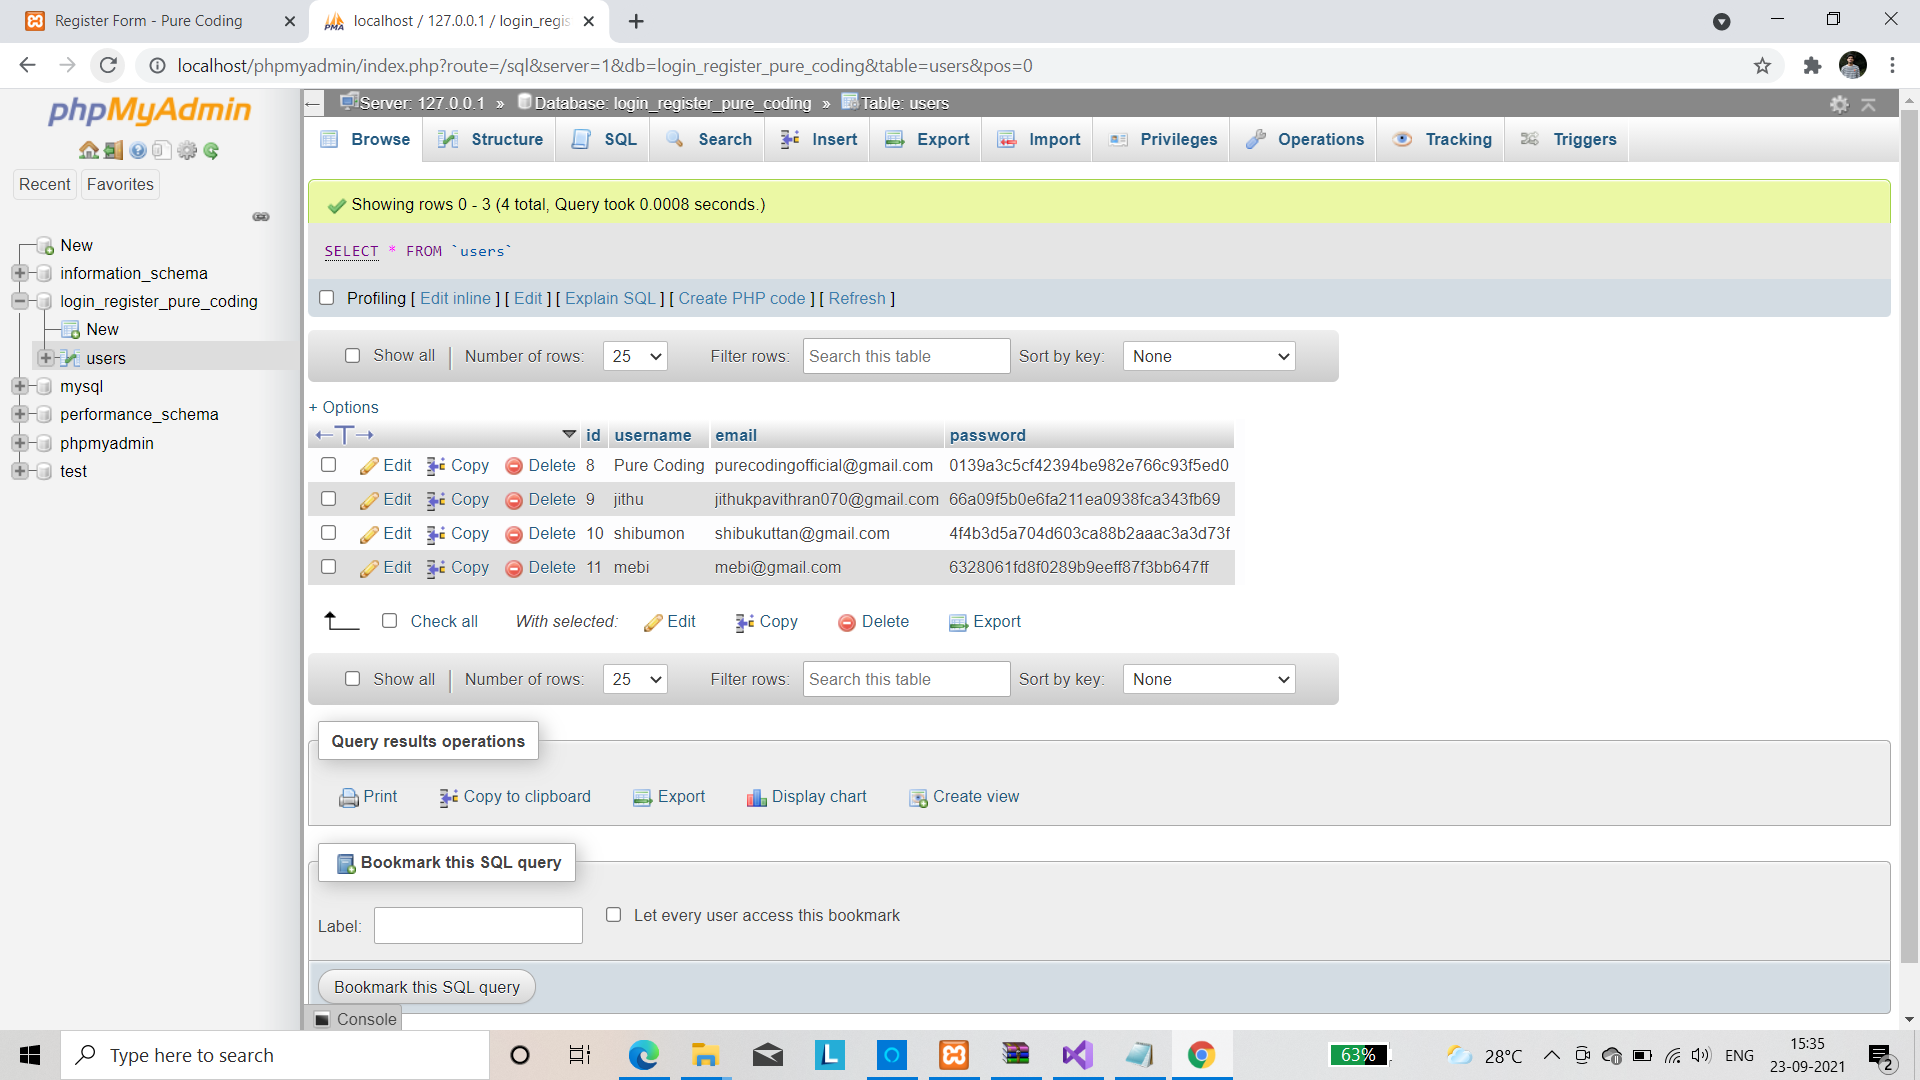 Register Form - Pure Coding
localhost / 127.0.0.1 / login_regis
localhost/phpmyadmin/index.php?route=/sql&server=1&db=login_register_pure_coding&table=users&pos=0
phpMyAdmin
Recent Favorites
New
information_schema
login_register_pure_coding
New
users
mysql
performance_schema
phpmyadmin
test
Server: 127.0.0.1 » Database: login_register_pure_coding » Table: users
Browse Structure SQL Search Insert Export Import Privileges Operations Tracking Triggers
Showing rows 0 - 3 (4 total, Query took 0.0008 seconds.)
SELECT * FROM `users`
Profiling [ Edit inline ] [ Edit ] [ Explain SQL ] [ Create PHP code ] [ Refresh ]
Show all | Number of rows: 25 Filter rows: Search this table Sort by key: None
+ Options
←T→ id username email password
Edit Copy Delete 8 Pure Coding purecodingofficial@gmail.com 0139a3c5cf42394be982e766c93f5ed0
Edit Copy Delete 9 jithu jithukpavithran070@gmail.com 66a09f5b0e6fa211ea0938fca343fb69
Edit Copy Delete 10 shibumon shibukuttan@gmail.com 4f4b3d5a704d603ca88b2aaac3a3d73f
Edit Copy Delete 11 mebi mebi@gmail.com 6328061fd8f0289b9eeff87f3bb647ff
Check all With selected: Edit Copy Delete Export
Show all | Number of rows: 25 Filter rows: Search this table Sort by key: None
Query results operations
Print Copy to clipboard Export Display chart Create view
Bookmark this SQL query
Label: Let every user access this bookmark
Bookmark this SQL query
Console
Type here to search
L
63%
28°C
ENG
15:35
23-09-2021
2